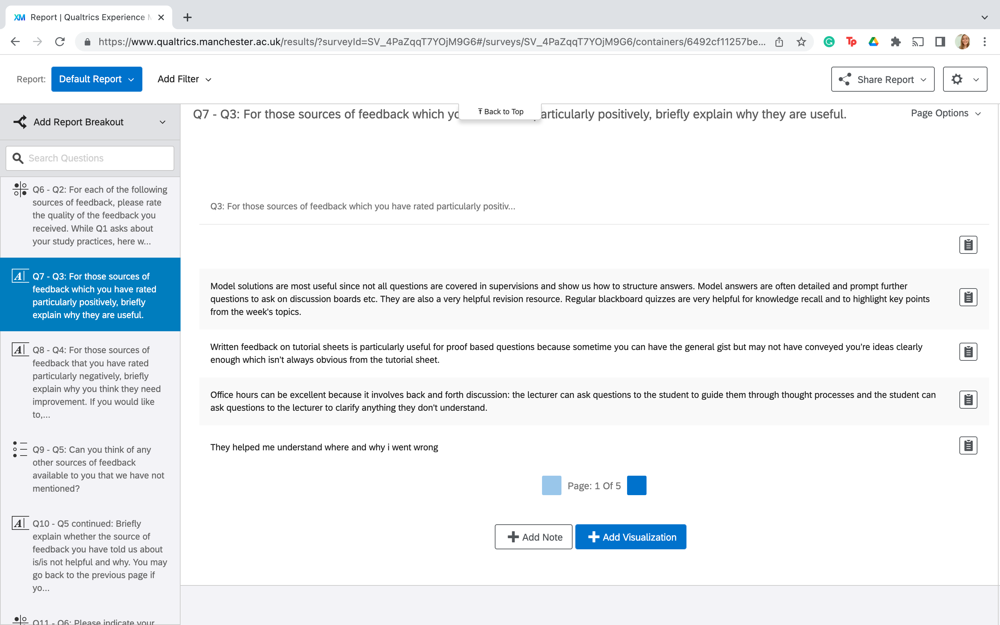 Report | Qualtrics Experience M
https://www.qualtrics.manchester.ac.uk/results/?surveyId=SV_4PaZqqT7YOjM9G6#/surveys/SV_4PaZqqT7YOjM9G6/containers/6492cf11257be...
Report:
Default Report
Add Filter
Share Report
Add Report Breakout
Search Questions
Q6 - Q2: For each of the following
sources of feedback, please rate
the quality of the feedback you
received. While Q1 asks about
your study practices, here w...
Q7 - Q3: For those sources of
feedback which you have rated
particularly positively, briefly
explain why they are useful.
Q8 - Q4: For those sources of
feedback that you have rated
particularly negatively, briefly
explain why you think they need
improvement. If you would like
to,...
Q9 - Q5: Can you think of any
other sources of feedback
available to you that we have not
mentioned?
Q10 - Q5 continued: Briefly
explain whether the source of
feedback you have told us about
is/is not helpful and why. You may
go back to the previous page if
yo...
Q11 - Q6: Please indicate your
Q7 - Q3: For those sources of feedback which yo articularly positively, briefly explain why they are useful.
Back to Top
Page Options
Q3: For those sources of feedback which you have rated particularly positiv...
Model solutions are most useful since not all questions are covered in supervisions and show us how to structure answers. Model answers are often detailed and prompt further
questions to ask on discussion boards etc. They are also a very helpful revision resource. Regular blackboard quizzes are very helpful for knowledge recall and to highlight key points
from the week's topics.
Written feedback on tutorial sheets is particularly useful for proof based questions because sometime you can have the general gist but may not have conveyed you’re ideas clearly
enough which isn’t always obvious from the tutorial sheet.
Office hours can be excellent because it involves back and forth discussion: the lecturer can ask questions to the student to guide them through thought processes and the student can
ask questions to the lecturer to clarify anything they don't understand.
They helped me understand where and why i went wrong
Page: 1 Of 5
Add Note
Add Visualization